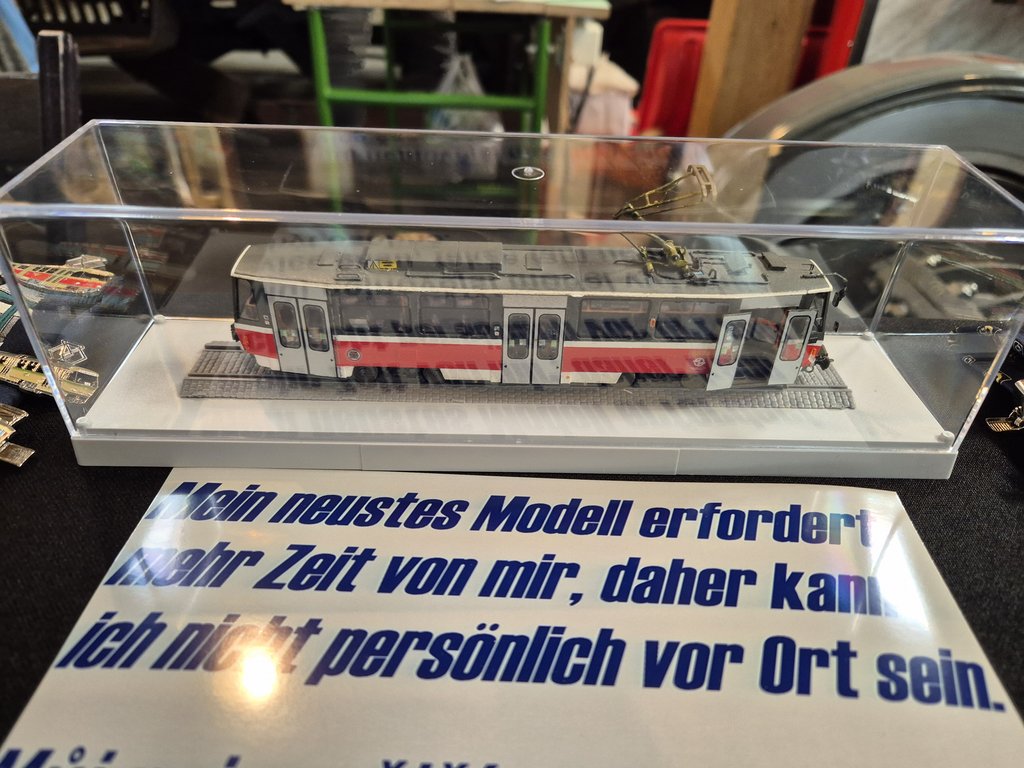 Mein neustes Modell erfordert
mehr Zeit von mir, daher kann
ich nicht persönlich vor Ort sein.